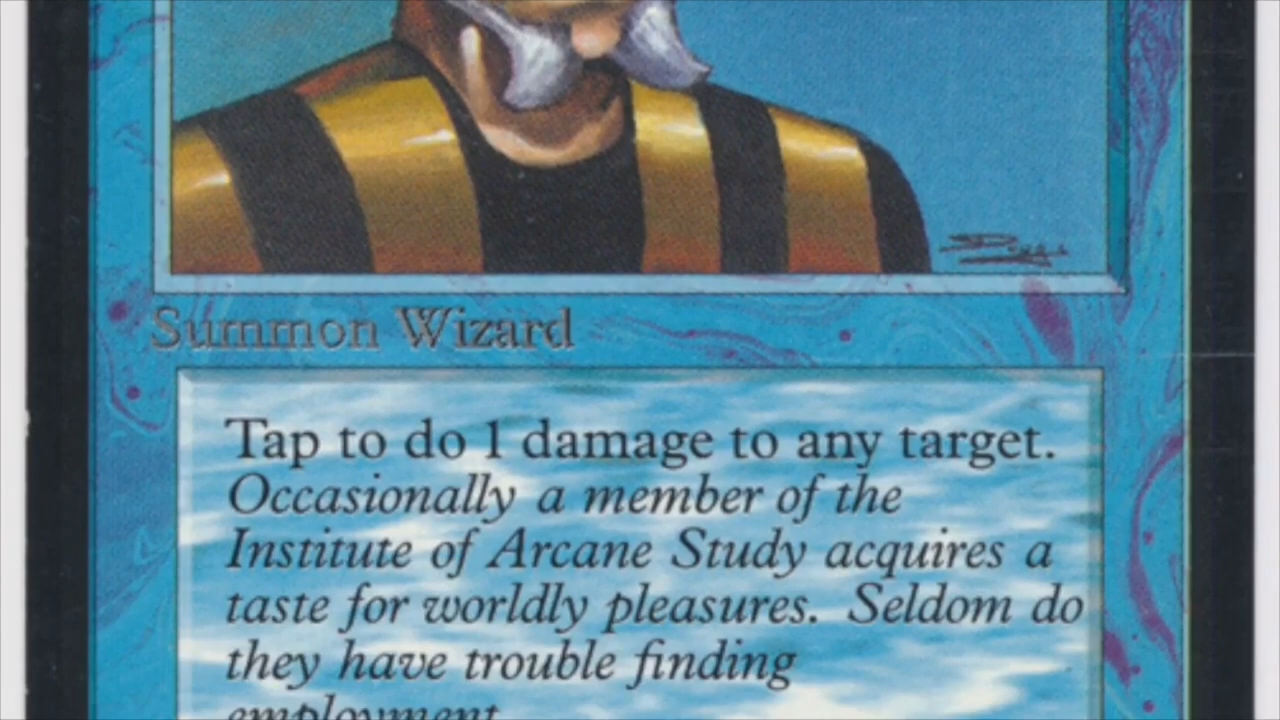 Summon Wizard
Tap to do 1 damage to any target.
Occasionally a member of the
Institute of Arcane Study acquires a
taste for worldly pleasures. Seldom do
they have trouble finding
employment.